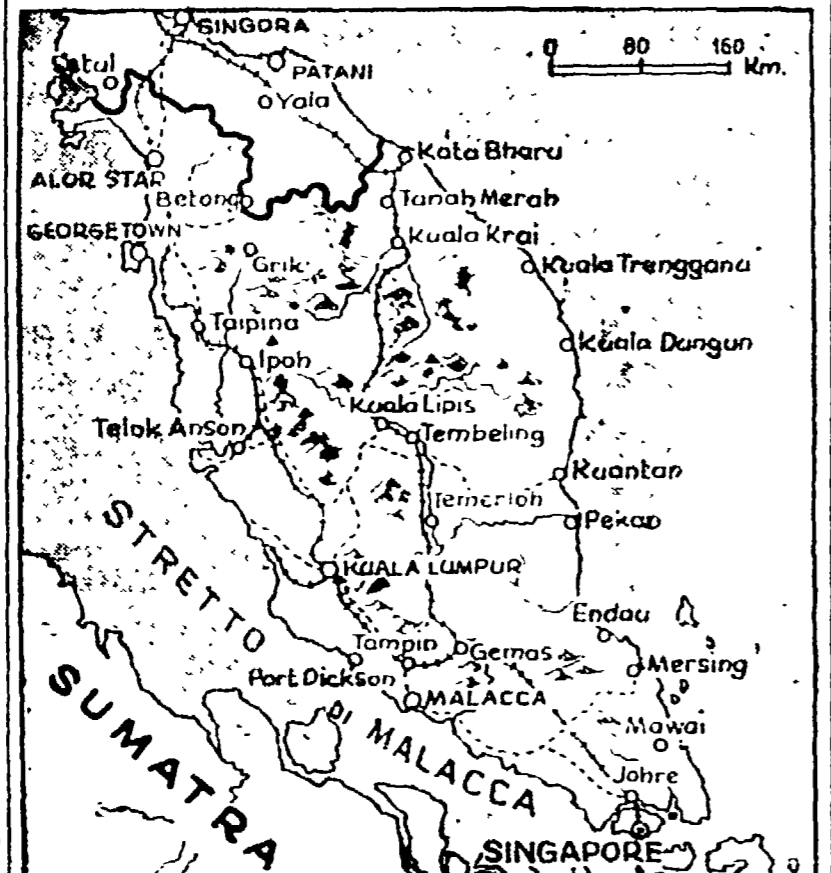 SINGORA
0 80 160
Km.
Satul
PATANI
Yala
Kota Bharu
ALOR STAR
Betong
Tanah Merah
GEORGETOWN
Kuala Krai
Grik
Kuala Trengganu
Taiping
Kuala Dungun
Ipoh
Kuala Lipis
Telok Anson
Tembeling
Kuantan
Temerloh
Pekan
STRETTO
KUALA LUMPUR
Endau
Tampin
Gemas
Mersing
Port Dickson
SUMATRA
MALACCA
DI MALACCA
Mawai
Johre
SINGAPORE